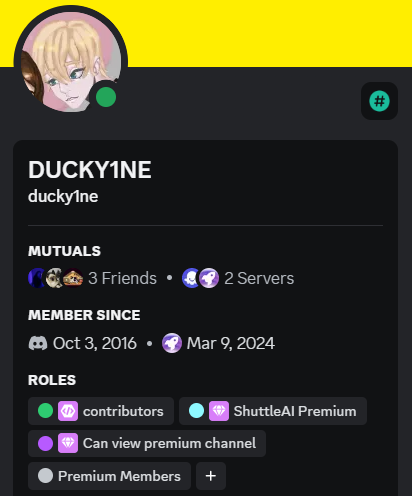 DUCKY1NE
ducky1ne
MUTUALS
3 Friends • 2 Servers
MEMBER SINCE
Oct 3, 2016 • Mar 9, 2024
ROLES
contributors ShuttleAI Premium
Can view premium channel
Premium Members +